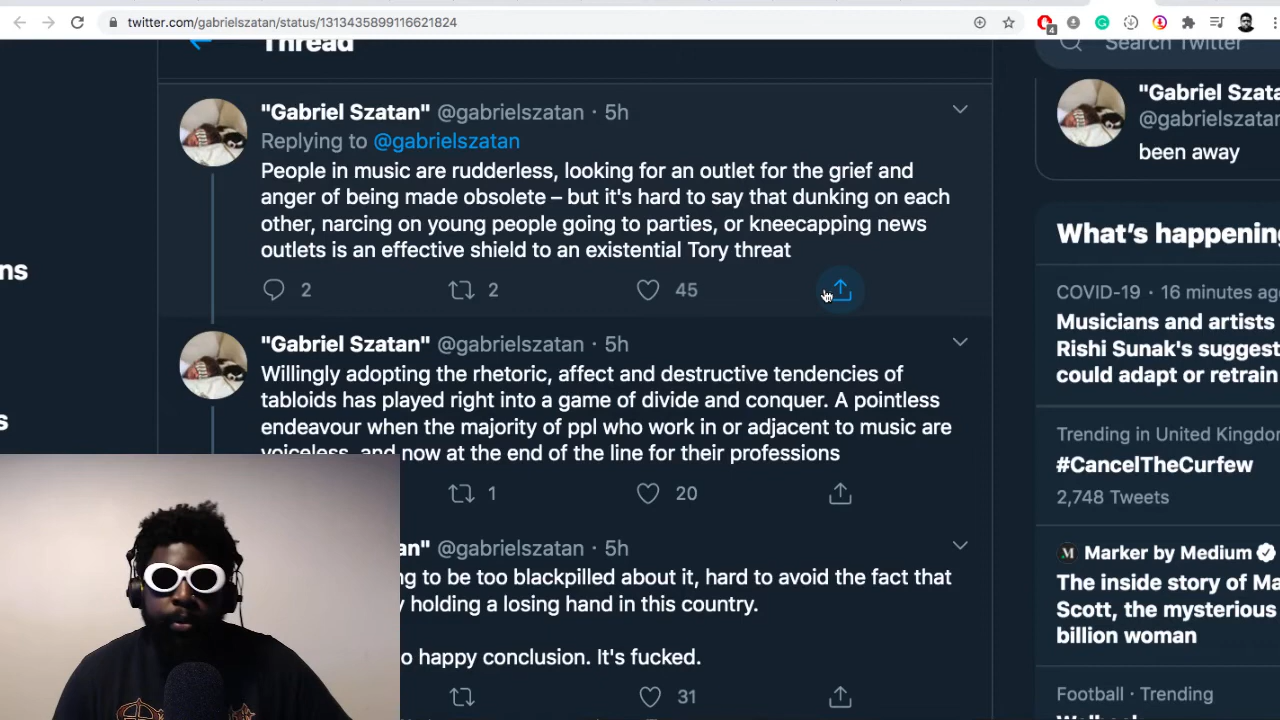 twitter.com/gabrielszatan/status/1313435899116621824
4
Thread
Search Twitter
"Gabriel Szatan" @gabrielszatan · 5h
Replying to @gabrielszatan
People in music are rudderless, looking for an outlet for the grief and
anger of being made obsolete – but it's hard to say that dunking on each
other, narcing on young people going to parties, or kneecapping news
outlets is an effective shield to an existential Tory threat
2 2 45
"Gabriel Szatan" @gabrielszatan · 5h
Willingly adopting the rhetoric, affect and destructive tendencies of
tabloids has played right into a game of divide and conquer. A pointless
endeavour when the majority of ppl who work in or adjacent to music are
voiceless, and now at the end of the line for their professions
1 20
@gabrielszatan · 5h
to be too blackpilled about it, hard to avoid the fact that
holding a losing hand in this country.
happy conclusion. It's fucked.
31
"Gabriel
@gabrielszatan
been away
What's
COVID-19 · 16 minutes
Musicians and artists
Rishi Sunak's
could adapt or retrain
Trending in United
#CancelTheCurfew
2,748 Tweets
Marker by Medium
The inside story of
Scott, the mysterious
billion woman
Football · Trending